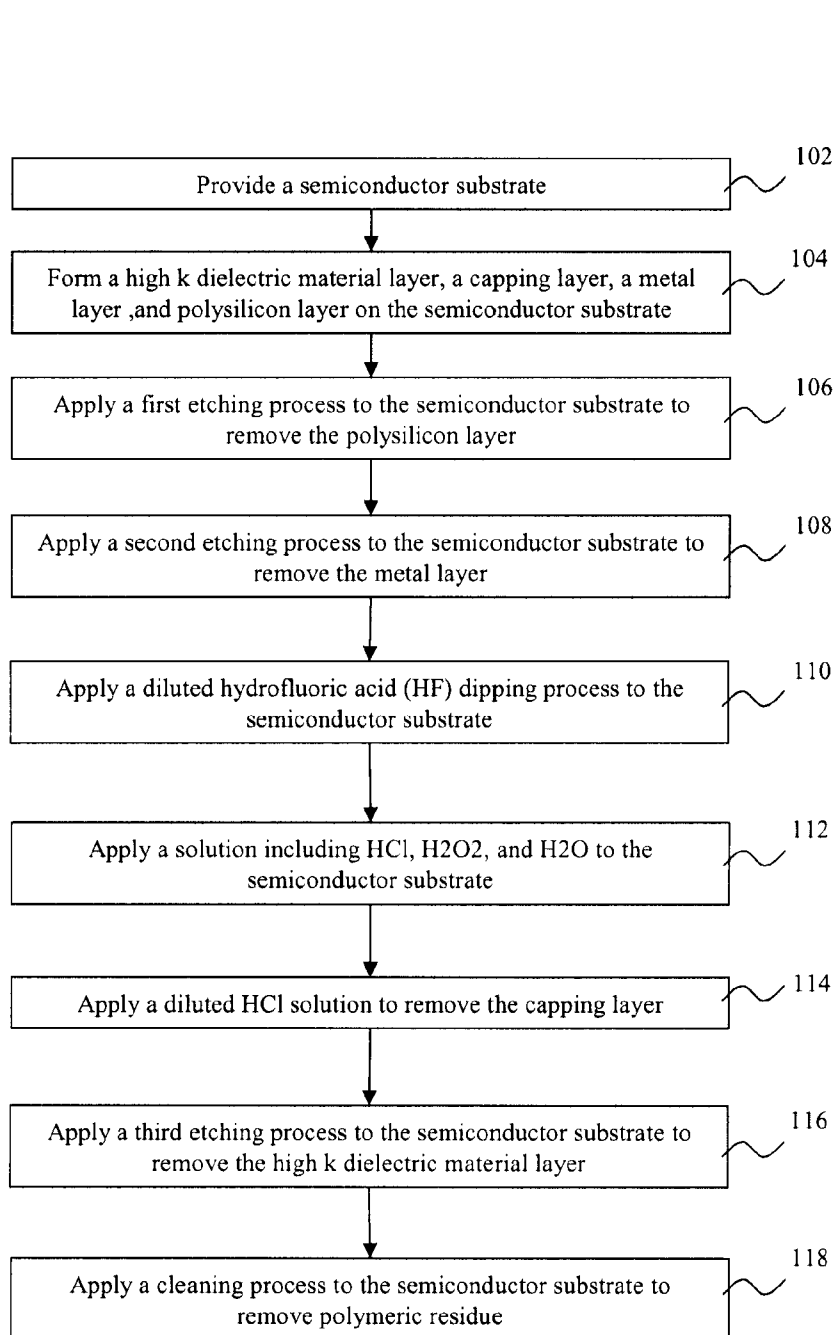 102
Provide a semiconductor substrate
104
Form a high k dielectric material layer, a capping layer, a metal
layer ,and polysilicon layer on the semiconductor substrate
106
Apply a first etching process to the semiconductor substrate to
remove the polysilicon layer
108
Apply a second etching process to the semiconductor substrate to
remove the metal layer
110
Apply a diluted hydrofluoric acid (HF) dipping process to the
semiconductor substrate
112
Apply a solution including HCl, H2O2, and H2O to the
semiconductor substrate
114
Apply a diluted HCl solution to remove the capping layer
116
Apply a third etching process to the semiconductor substrate to
remove the high k dielectric material layer
118
Apply a cleaning process to the semiconductor substrate to
remove polymeric residue